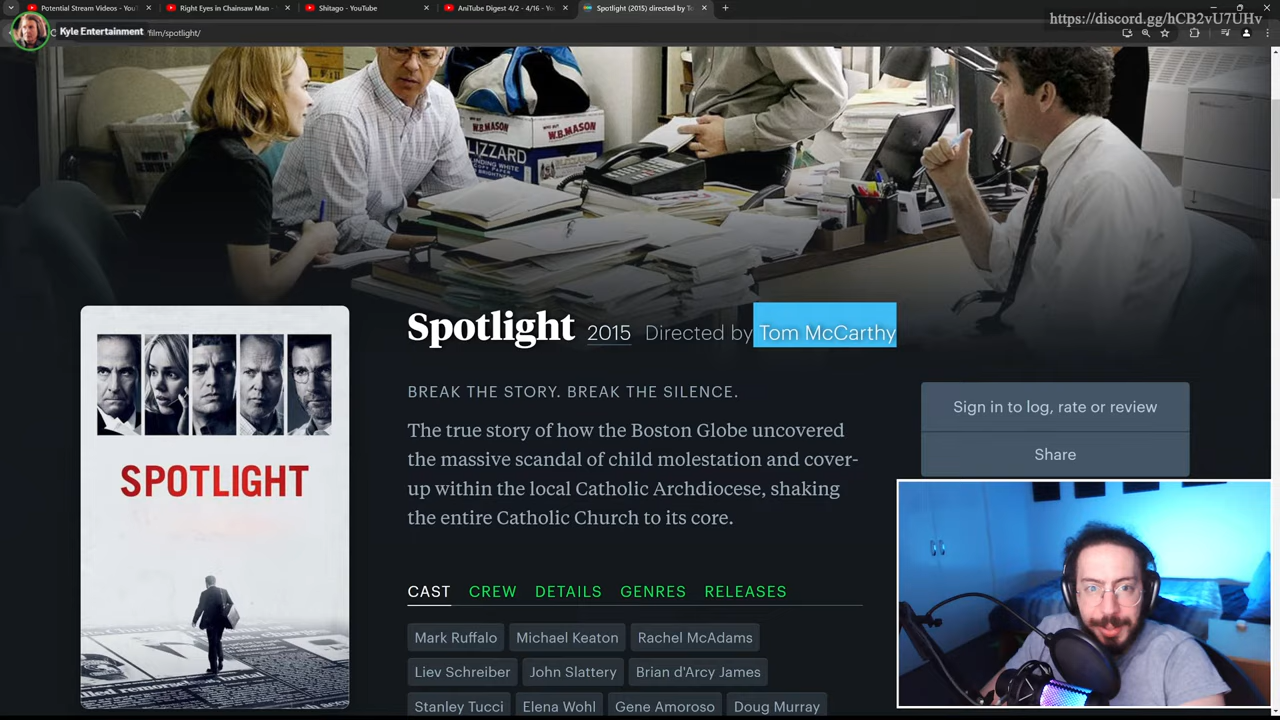 Potential Stream Videos - You
Right Eyes in Chainsaw Man -
Shitago - YouTube
AniTube Digest 4/2 - 4/16 - Yo
Spotlight (2015) directed by To
https://discord.gg/hCB2vU7UHv
Kyle Entertainment
film/spotlight/
W.B.MASON
W.B.MASON
BLIZZARD
Spotlight 2015 Directed by Tom McCarthy
BREAK THE STORY. BREAK THE SILENCE.
The true story of how the Boston Globe uncovered
the massive scandal of child molestation and cover-
up within the local Catholic Archdiocese, shaking
the entire Catholic Church to its core.
Sign in to log, rate or review
Share
SPOTLIGHT
CAST CREW DETAILS GENRES RELEASES
Mark Ruffalo Michael Keaton Rachel McAdams
Liev Schreiber John Slattery Brian d'Arcy James
Stanley Tucci Elena Wohl Gene Amoroso Doug Murray